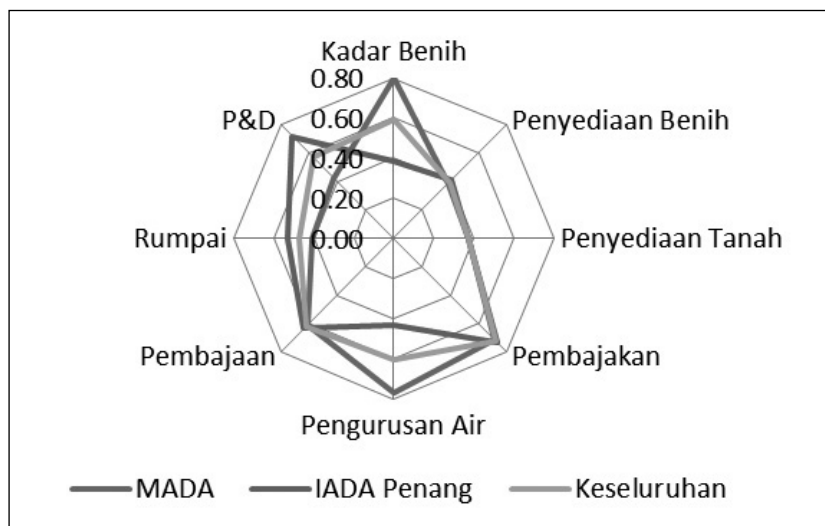 Kadar Benih
0.80
0.60
0.40
0.20
0.00
Penyediaan Benih
Penyediaan Tanah
Pembajakan
Pengurusan Air
Pembajaan
Rumpai
P&D
MADA
IADA Penang
Keseluruhan